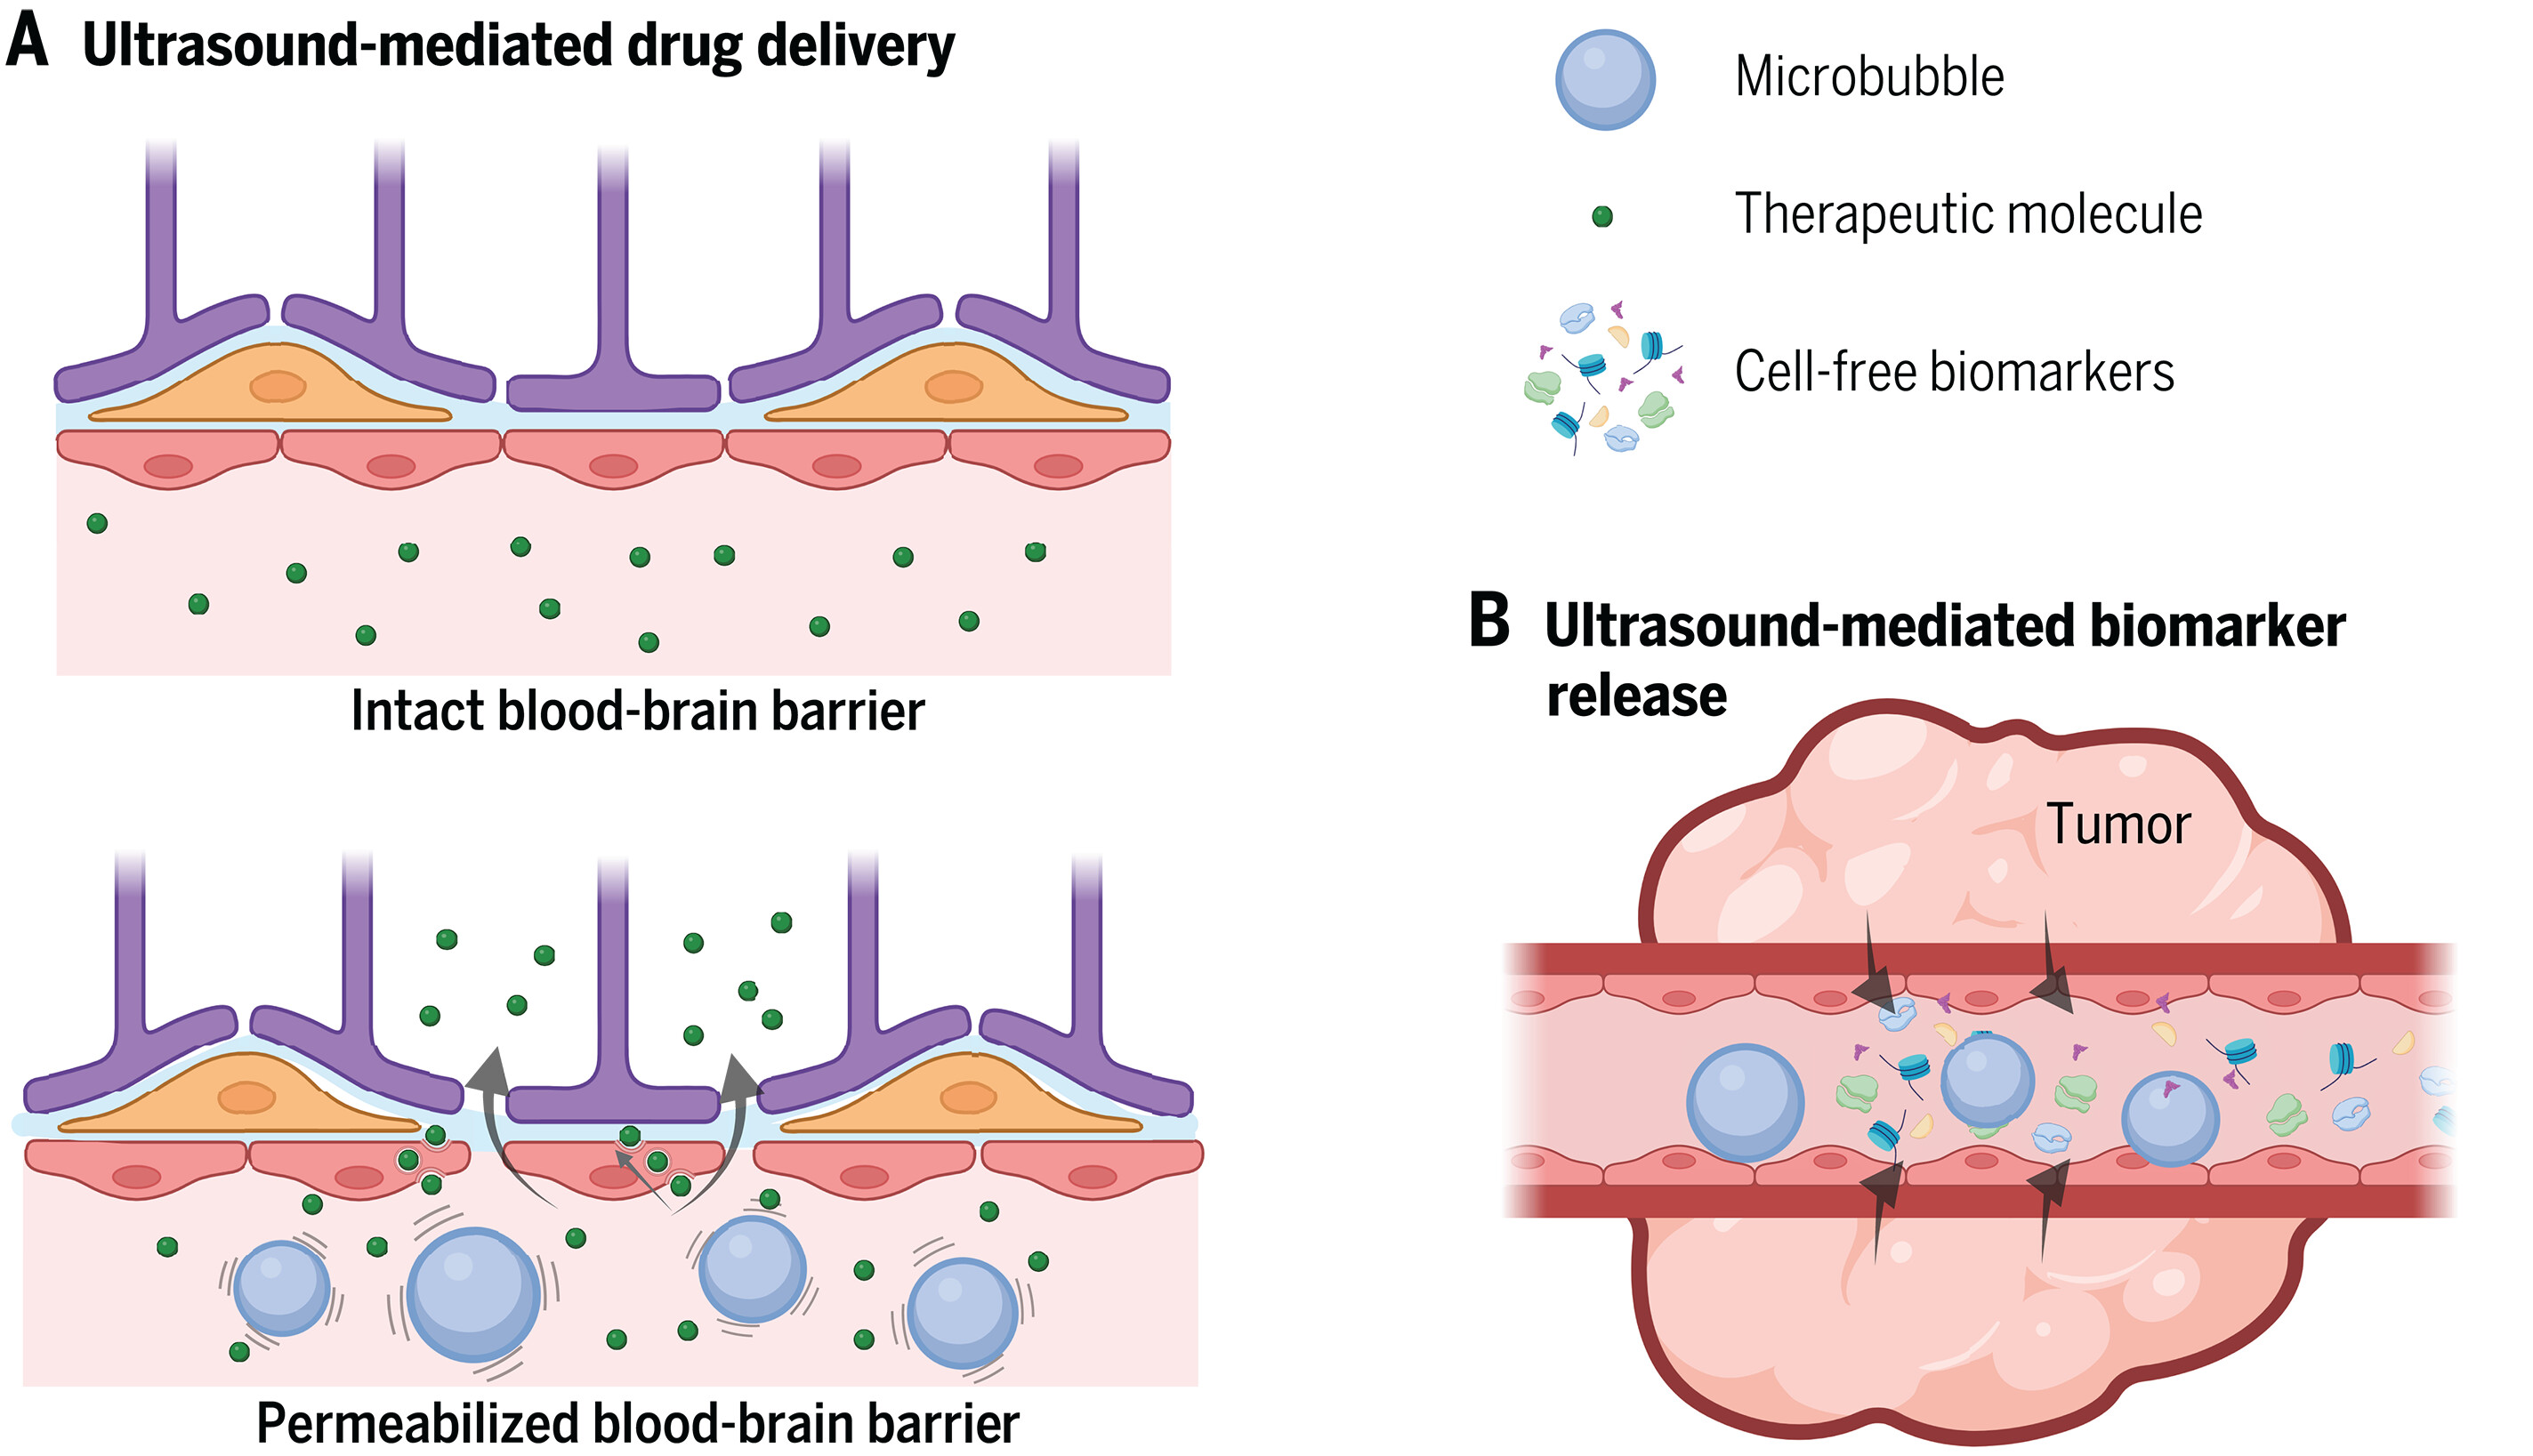 A Ultrasound-mediated drug delivery
Intact blood-brain barrier
Permeabilized blood-brain barrier
Microbubble
Therapeutic molecule
Cell-free biomarkers
B Ultrasound-mediated biomarker
release
Tumor